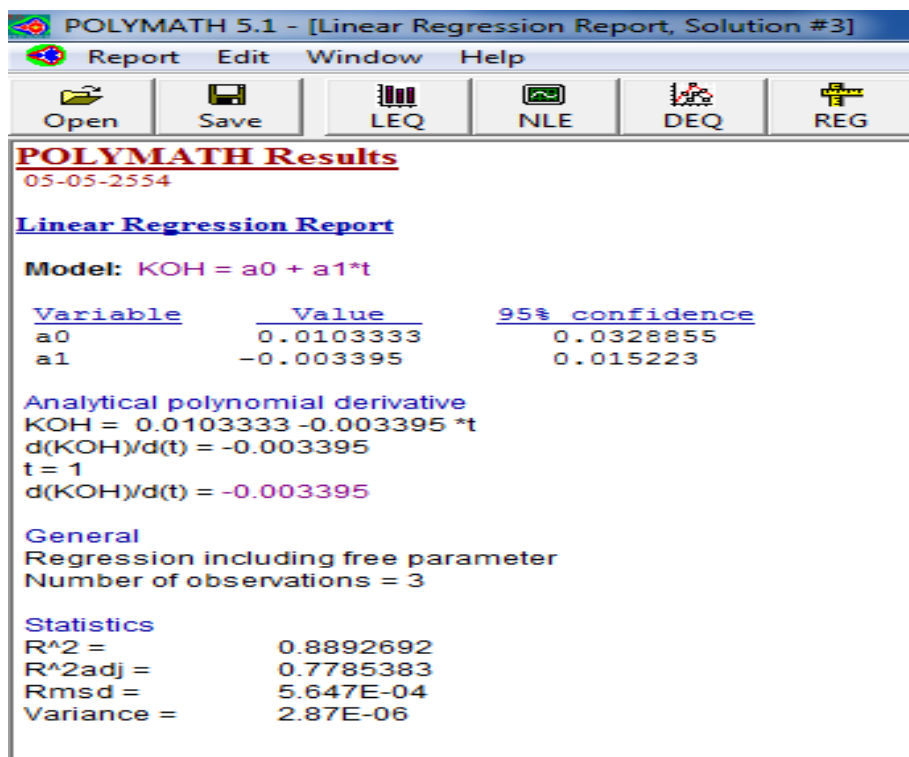 POLYMATH 5.1 - [Linear Regression Report, Solution #3]
Report Edit Window Help
Open Save LEQ NLE DEQ REG
POLYMATH Results
05-05-2554
Linear Regression Report
Model: KOH = a0 + a1*t
Variable Value 95% confidence
a0 0.0103333 0.0328855
a1 -0.003395 0.015223
Analytical polynomial derivative
KOH = 0.0103333 -0.003395 *t
d(KOH)/d(t) = -0.003395
t = 1
d(KOH)/d(t) = -0.003395
General
Regression including free parameter
Number of observations = 3
Statistics
R^2 = 0.8892692
R^2adj = 0.7785383
Rmsd = 5.647E-04
Variance = 2.87E-06